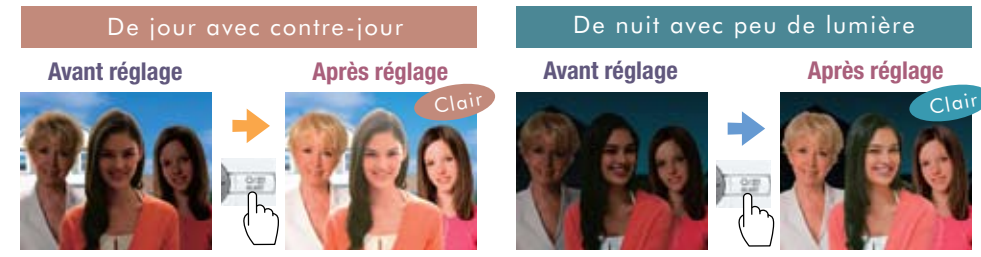 De jour avec contre-jour
Avant réglage
Après réglage
Clair
De nuit avec peu de lumière
Avant réglage
Après réglage
Clair